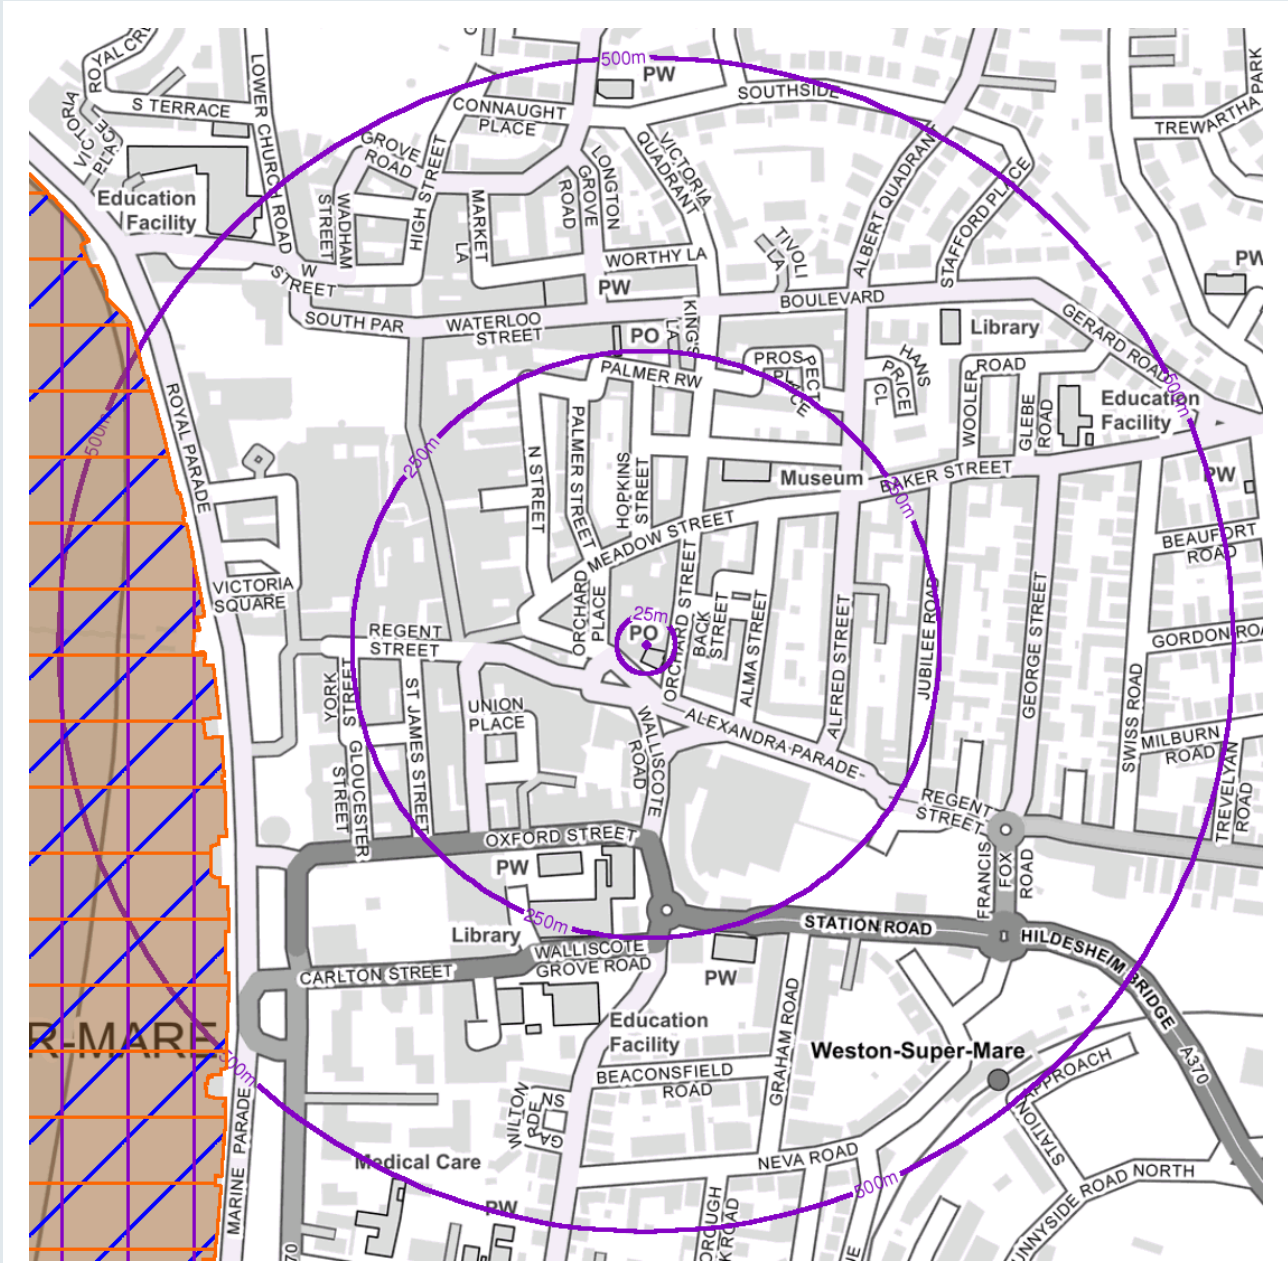 ROYAL CR
S TERRACE
LOWER CHURCH ROAD
VICTORIA
PLACE
Education
Facility
500m
PW
CONNAUGHT
PLACE
SOUTHSIDE
TREWARTHA PARK
GROVE
ROAD
HIGH STREET
WADHAM
STREET
MARKET
LA
LONGTON
GROVE
ROAD
VICTORIA
QUADRANT
ALBERT QUADRANT
STAFFORD PLACE
TIVOLI
LA
WORTHY LA
W
STREET
PW
PW
BOULEVARD
SOUTH PAR
WATERLOO
STREET
PO
KING'S
LA
Library
GERARD ROAD
PALMER RW
PROSPECT
PLACE
HANS
PRICE
CL
WOOLER
ROAD
GLEBE
ROAD
Education
Facility
500m
ROYAL PARADE
500m
250m
N STREET
PALMER STREET
HOPKINS
STREET
Museum
BAKER STREET
250m
PW
MEADOW STREET
BEAUFORT
ROAD
VICTORIA
SQUARE
ORCHARD
PLACE
25m
PO
ORCHARD STREET
BACK
STREET
ALMA STREET
ALFRED STREET
JUBILEE ROAD
GEORGE STREET
GORDON ROA
REGENT
STREET
YORK
STREET
ST JAMES STREET
UNION
PLACE
WALLISCOTE
ROAD
ALEXANDRA PARADE
SWISS ROAD
MILBURN
ROAD
TREVELYAN
ROAD
GLOUCESTER
STREET
REGENT
STREET
OXFORD STREET
PW
FRANCIS
FOX
ROAD
250m
Library
WALLISCOTE
GROVE ROAD
STATION ROAD
HILDESHEIM BRIDGE
CARLTON STREET
PW
A370
R-MARE
Education
Facility
GRAHAM ROAD
Weston-Super-Mare
500m
BEACONSFIELD
ROAD
STATION
APPROACH
WILTON
GARDENS
MARINE PARADE
Medical Care
NEVA ROAD
500m
UNNYSIDE ROAD NORTH
PW
OROUGH
K ROAD
UE
70